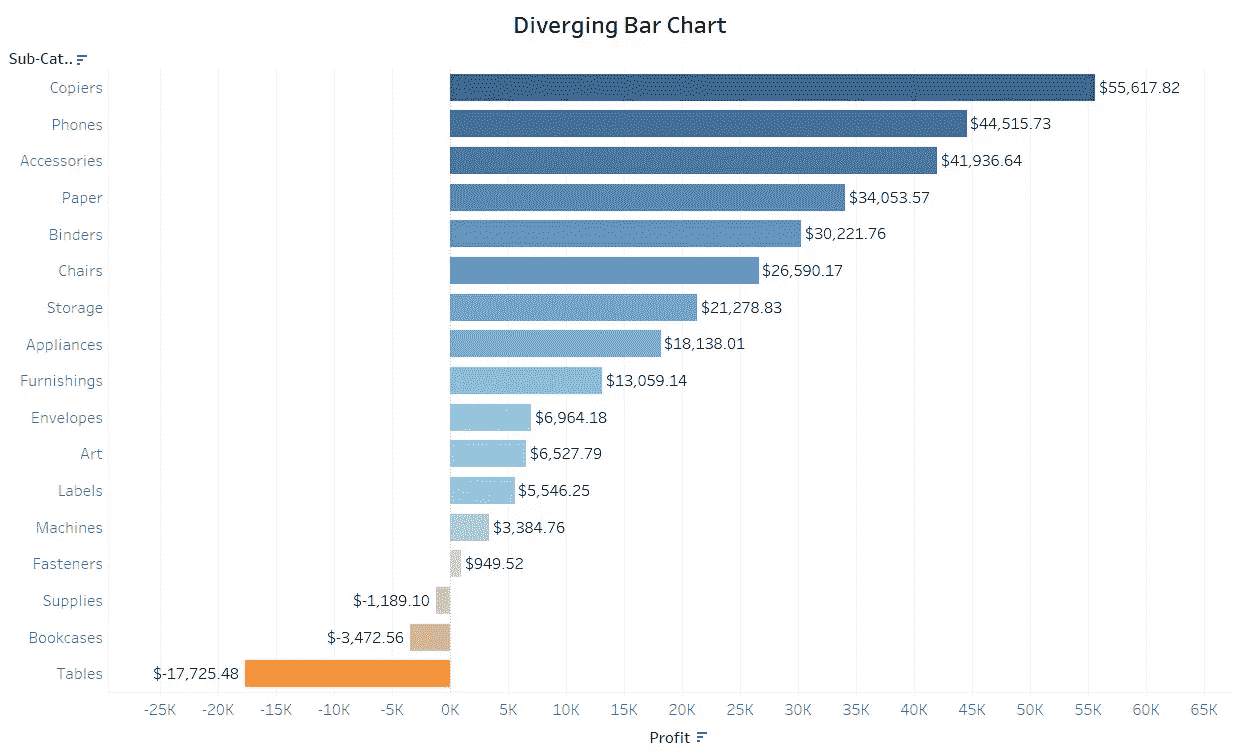 Diverging Bar Chart
Sub-Cat..
Copiers $55,617.82
Phones $44,515.73
Accessories $41,936.64
Paper $34,053.57
Binders $30,221.76
Chairs $26,590.17
Storage $21,278.83
Appliances $18,138.01
Furnishings $13,059.14
Envelopes $6,964.18
Art $6,527.79
Labels $5,546.25
Machines $3,384.76
Fasteners $949.52
Supplies $-1,189.10
Bookcases $-3,472.56
Tables $-17,725.48
-25K -20K -15K -10K -5K 0K 5K 10K 15K 20K 25K 30K 35K 40K 45K 50K 55K 60K 65K
Profit